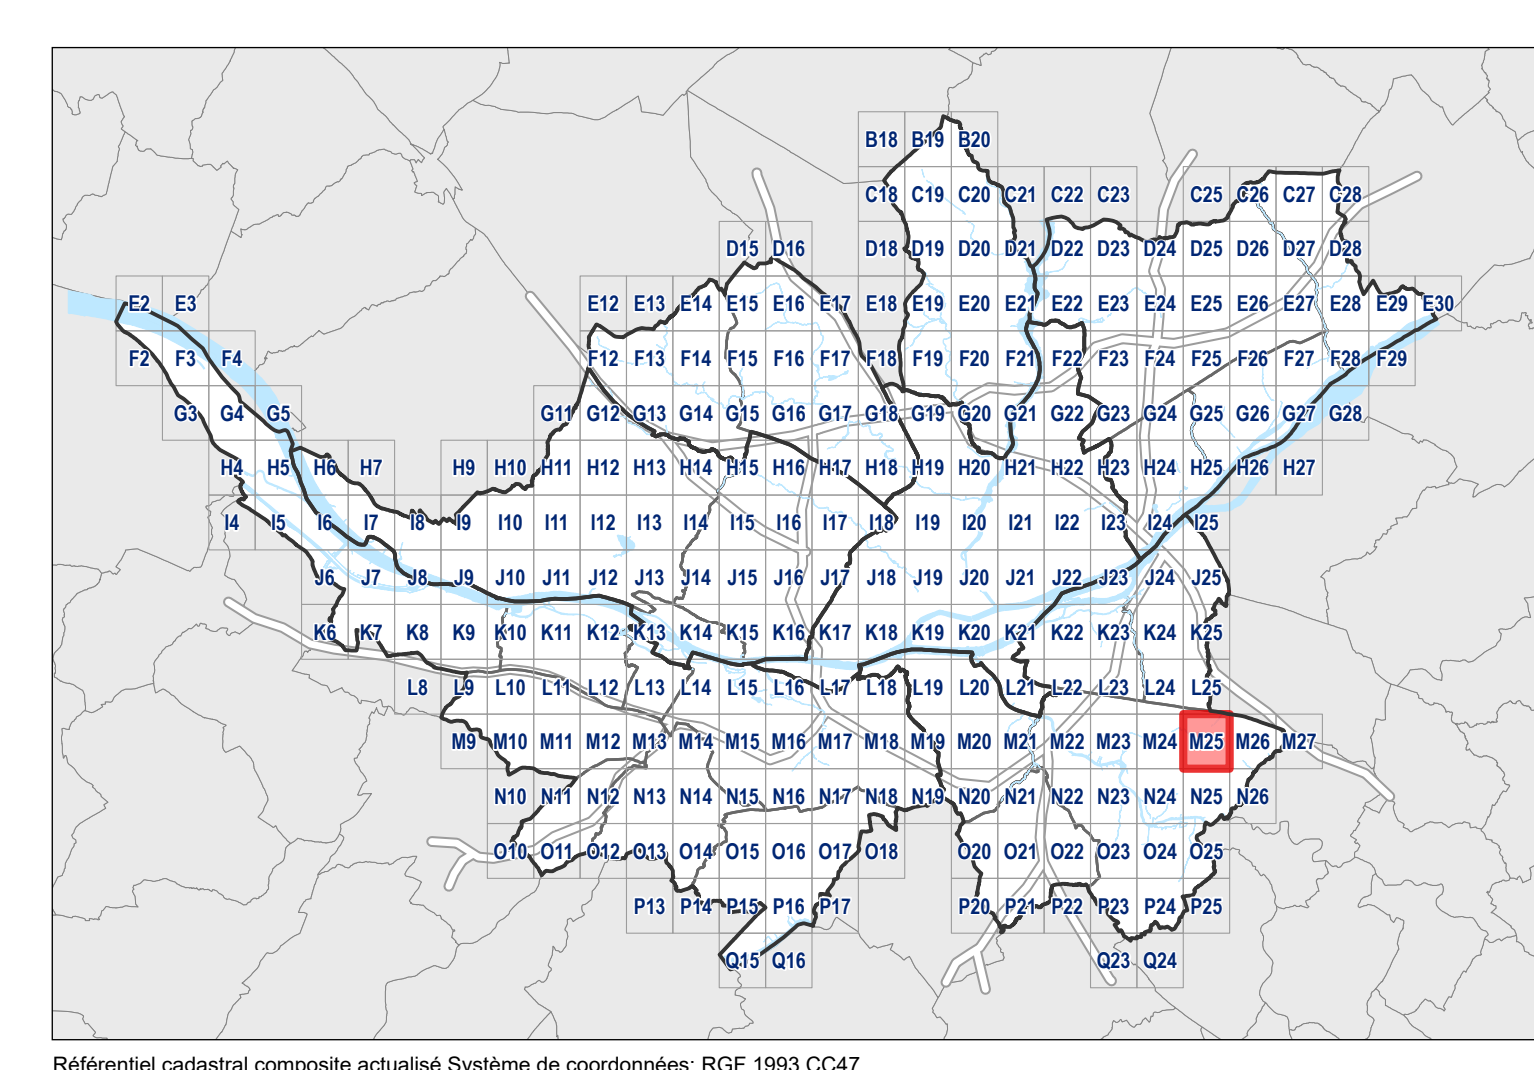 B18 B19 B20
C18 C19 C20 C21 C22 C23 C25 C26 C27 C28
D15 D16 D18 D19 D20 D21 D22 D23 D24 D25 D26 D27 D28
E2 E3 E12 E13 E14 E15 E16 E17 E18 E19 E20 E21 E22 E23 E24 E25 E26 E27 E28 E29 E30
F2 F3 F4 F12 F13 F14 F15 F16 F17 F18 F19 F20 F21 F22 F23 F24 F25 F26 F27 F28 F29
G3 G4 G5 G11 G12 G13 G14 G15 G16 G17 G18 G19 G20 G21 G22 G23 G24 G25 G26 G27 G28
H4 H5 H6 H7 H9 H10 H11 H12 H13 H14 H15 H16 H17 H18 H19 H20 H21 H22 H23 H24 H25 H26 H27
I4 I5 I6 I7 I8 I9 I10 I11 I12 I13 I14 I15 I16 I17 I18 I19 I20 I21 I22 I23 I24 I25
J6 J7 J8 J9 J10 J11 J12 J13 J14 J15 J16 J17 J18 J19 J20 J21 J22 J23 J24 J25
K6 K7 K8 K9 K10 K11 K12 K13 K14 K15 K16 K17 K18 K19 K20 K21 K22 K23 K24 K25
L8 L9 L10 L11 L12 L13 L14 L15 L16 L17 L18 L19 L20 L21 L22 L23 L24 L25
M9 M10 M11 M12 M13 M14 M15 M16 M17 M18 M19 M20 M21 M22 M23 M24 M25 M26 M27
N10 N11 N12 N13 N14 N15 N16 N17 N18 N19 N20 N21 N22 N23 N24 N25 N26
O10 O11 O12 O13 O14 O15 O16 O17 O18 O20 O21 O22 O23 O24 O25
P13 P14 P15 P16 P17 P20 P21 P22 P23 P24 P25
Q15 Q16 Q23 Q24
Référentiel cadastral composite actualisé Système de coordonnées: RGF 1993 CC47